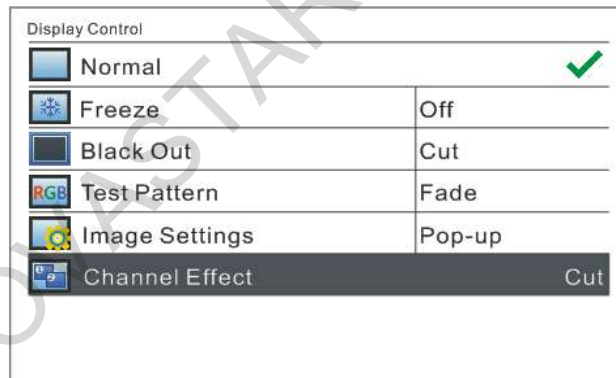 Display Control
Normal
Freeze Off
Black Out Cut
RGB Test Pattern Fade
Image Settings Pop-up
Channel Effect Cut
OVASTAR